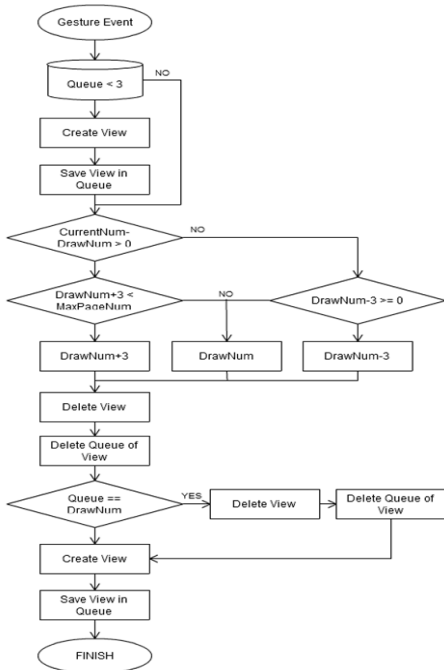 Gesture Event
Queue < 3
NO
Create View
Save View in
Queue
CurrentNum-
DrawNum > 0
NO
DrawNum+3 <
MaxPageNum
NO
DrawNum-3 >= 0
DrawNum+3
DrawNum
DrawNum-3
Delete View
Delete Queue of
View
Queue ==
DrawNum
YES
Delete View
Delete Queue of
View
Create View
Save View in
Queue
FINISH